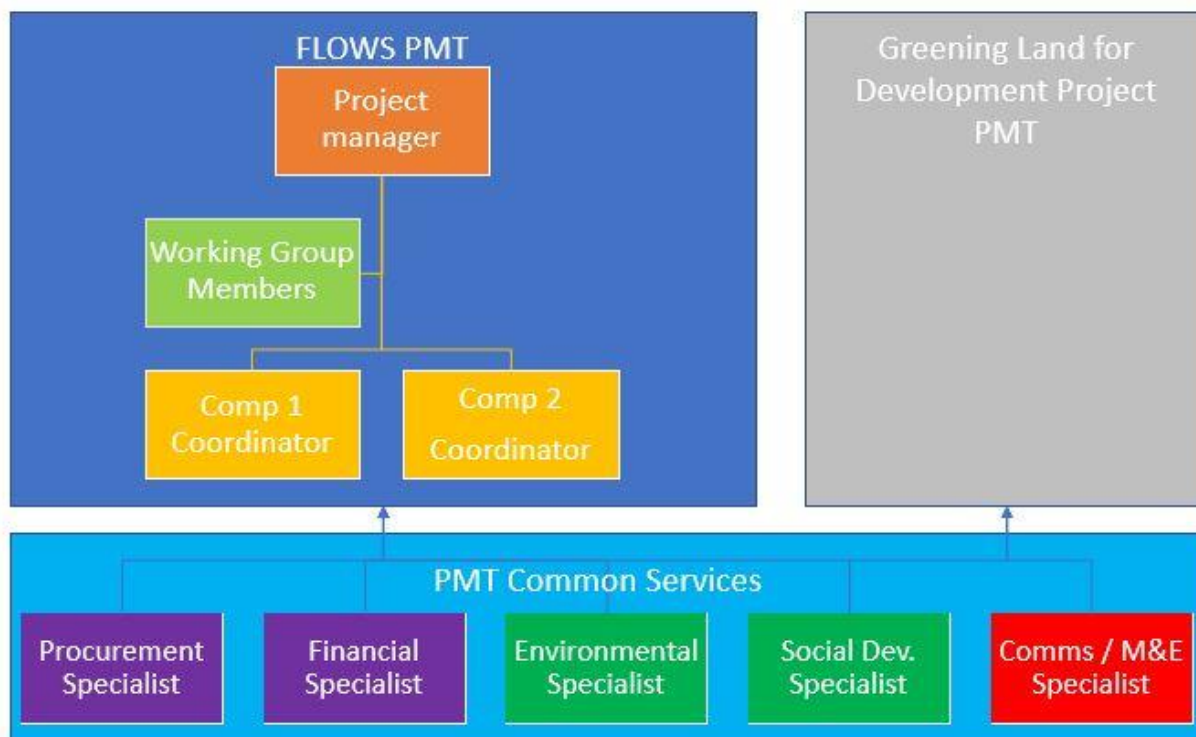 FLOWS PMT
Project
manager
Working Group
Members
Comp 1
Coordinator
Comp 2
Coordinator
Greening Land for
Development Project
PMT
PMT Common Services
Procurement
Specialist
Financial
Specialist
Environmental
Specialist
Social Dev.
Specialist
Comms / M&E
Specialist